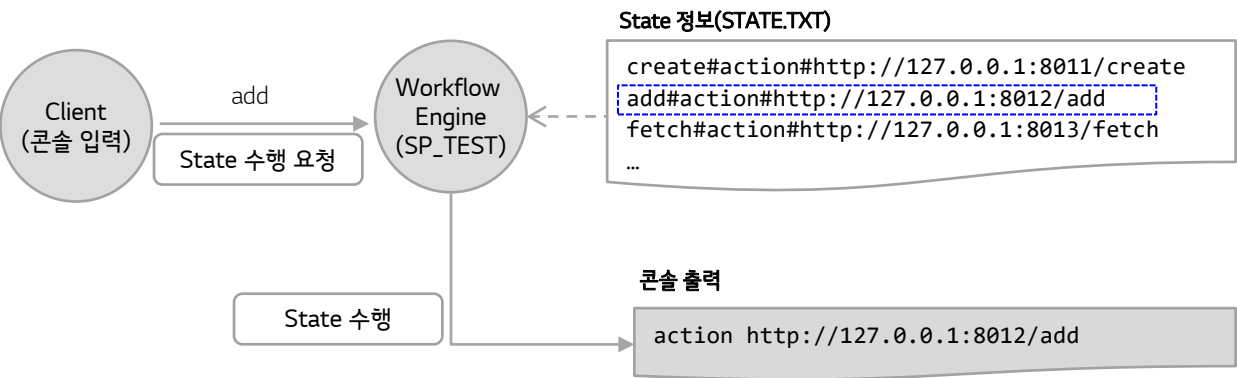 State 정보(STATE.TXT)
create#action#http://127.0.0.1:8011/create
add#action#http://127.0.0.1:8012/add
fetch#action#http://127.0.0.1:8013/fetch
…
Client
(콘솔 입력)
add
State 수행 요청
Workflow
Engine
(SP_TEST)
State 수행
콘솔 출력
action http://127.0.0.1:8012/add